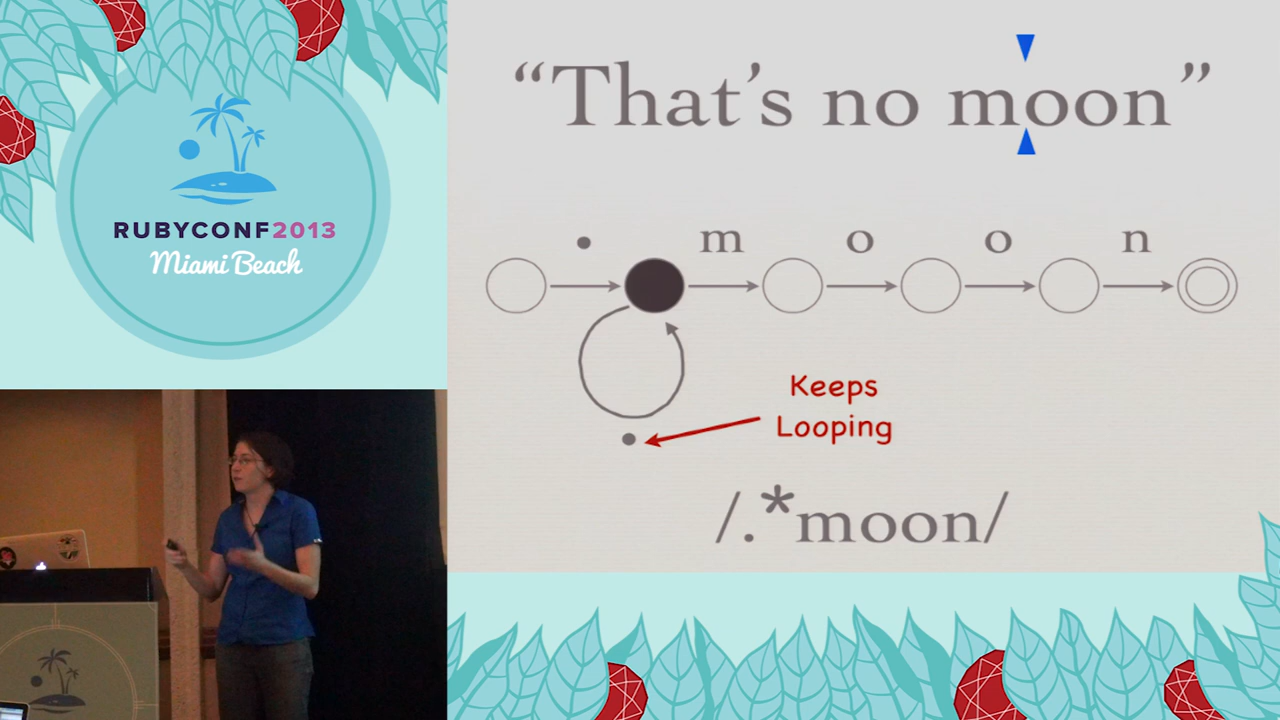 RUBYCONF2013
Miami Beach
“That’s no moon”
• m o o n
Keeps
Looping
•
/.*moon/